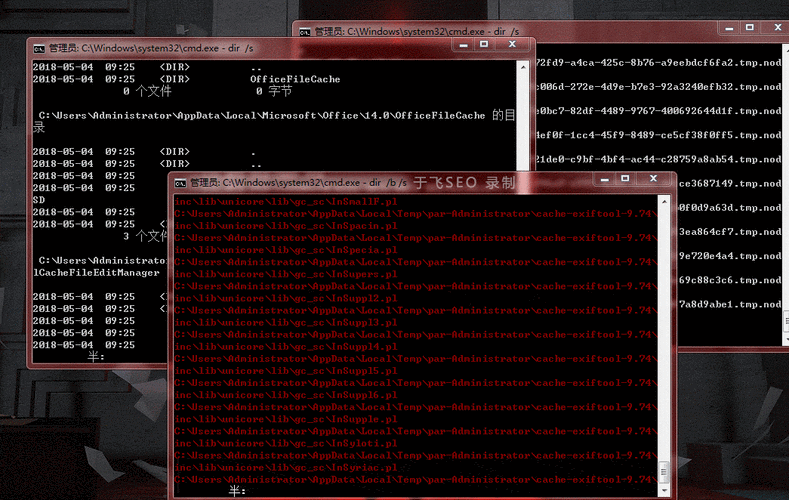 管理员: C:\Windows\system32\cmd.exe - dir /s
72fd9-a4ca-425c-8b76-a9eebdcf6fa2.tmp.nod
c006d-272e-4d9e-b7e3-92a3240efb32.tmp.nod
e0bc7-82df-4489-9767-400692644d1f.tmp.nod
4ef0f-1cc4-45f9-8489-ce5cf38f0ff5.tmp.nod
21de0-c9bf-4bf4-ac44-c28759a8ab54.tmp.nod
ce3687149.tmp.nod
0f0d9a63d.tmp.nod
3ea864cf7.tmp.nod
9e720e4a4.tmp.nod
69c88c3c6.tmp.nod
7a8d9abe1.tmp.nod
管理员: C:\Windows\system32\cmd.exe - dir /s
2018-05-04 09:25 <DIR> ..
2018-05-04 09:25 <DIR> OfficeFileCache
0 个文件 0 字节
C:\Users\Administrator\AppData\Local\Microsoft\Office\14.0\OfficeFileCache 的目
录
2018-05-04 09:25 <DIR> .
2018-05-04 09:25 <DIR> ..
2018-05-04 09:25
2018-05-04 09:25
SD
2018-05-04 09:25
2018-05-04 09:25
3 个文件
C:\Users\Administrator
lCacheFileEditManager
2018-05-04 09:25
2018-05-04 09:25
2018-05-04 09:25
2018-05-04 09:25
2018-05-04 09:25
半:
管理员: C:\Windows\system32\cmd.exe - dir /b /s
于飞SEO 录制
inc\lib\unicore\lib\gc_sc\InSmallF.pl
C:\Users\Administrator\AppData\Local\Temp\par-Administrator\cache-exiftool-9.74\
inc\lib\unicore\lib\gc_sc\InSpacin.pl
C:\Users\Administrator\AppData\Local\Temp\par-Administrator\cache-exiftool-9.74\
inc\lib\unicore\lib\gc_sc\InSpecia.pl
C:\Users\Administrator\AppData\Local\Temp\par-Administrator\cache-exiftool-9.74\
inc\lib\unicore\lib\gc_sc\InSupers.pl
C:\Users\Administrator\AppData\Local\Temp\par-Administrator\cache-exiftool-9.74\
inc\lib\unicore\lib\gc_sc\InSuppl2.pl
C:\Users\Administrator\AppData\Local\Temp\par-Administrator\cache-exiftool-9.74\
inc\lib\unicore\lib\gc_sc\InSuppl3.pl
C:\Users\Administrator\AppData\Local\Temp\par-Administrator\cache-exiftool-9.74\
inc\lib\unicore\lib\gc_sc\InSuppl4.pl
C:\Users\Administrator\AppData\Local\Temp\par-Administrator\cache-exiftool-9.74\
inc\lib\unicore\lib\gc_sc\InSuppl5.pl
C:\Users\Administrator\AppData\Local\Temp\par-Administrator\cache-exiftool-9.74\
inc\lib\unicore\lib\gc_sc\InSuppl6.pl
C:\Users\Administrator\AppData\Local\Temp\par-Administrator\cache-exiftool-9.74\
inc\lib\unicore\lib\gc_sc\InSupple.pl
C:\Users\Administrator\AppData\Local\Temp\par-Administrator\cache-exiftool-9.74\
inc\lib\unicore\lib\gc_sc\InSyloti.pl
C:\Users\Administrator\AppData\Local\Temp\par-Administrator\cache-exiftool-9.74\
inc\lib\unicore\lib\gc_sc\InSyriac.pl
C:\Users\Administrator\AppData\Local\Temp\par-Administrator\cache-exiftool-9.74\
半: